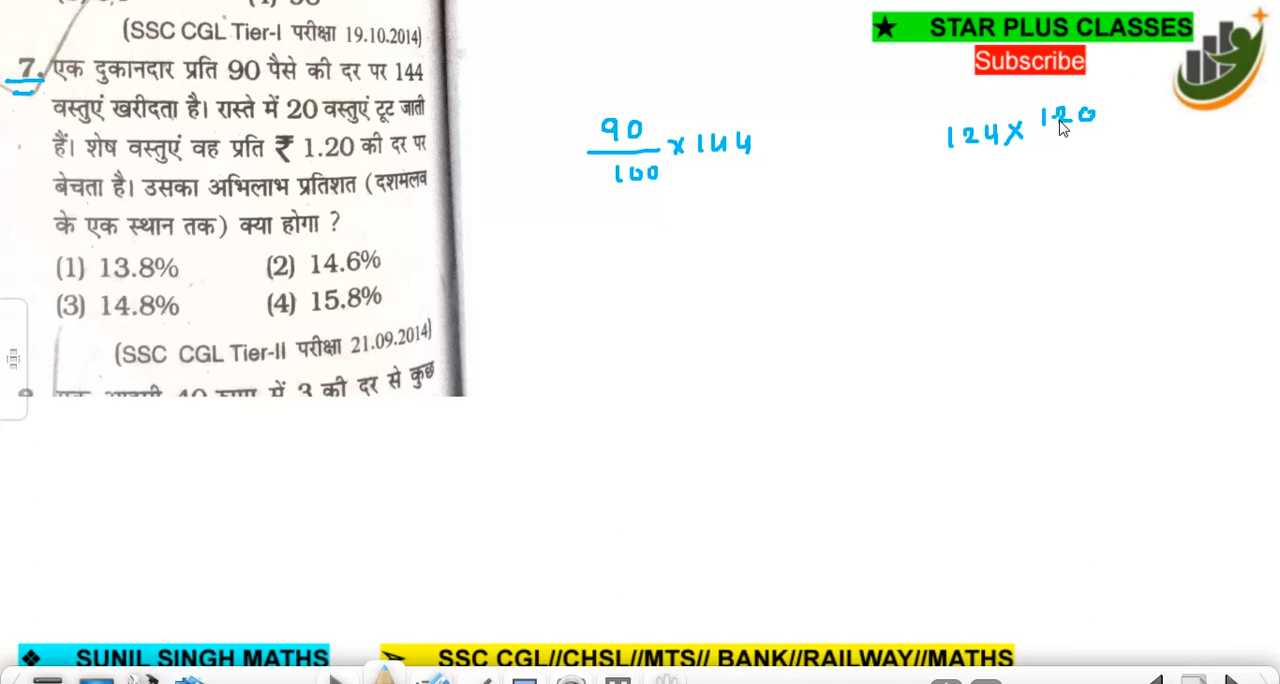 (SSC CGL Tier-I परीक्षा 19.10.2014)
7. एक दुकानदार प्रति 90 पैसे की दर पर 144
वस्तुएं खरीदता है। रास्ते में 20 वस्तुएं टूट जाती
हैं। शेष वस्तुएं वह प्रति ₹ 1.20 की दर पर
बेचता है। उसका अभिलाभ प्रतिशत (दशमलव
के एक स्थान तक) क्या होगा ?
(1) 13.8% (2) 14.6%
(3) 14.8% (4) 15.8%
(SSC CGL Tier-II परीक्षा 21.09.2014)
में 3 की दर से कुछ
★ STAR PLUS CLASSES
Subscribe
90
100
× 144
124 × 120
❖ SUNIL SINGH MATHS
➢ SSC CGL//CHSL//MTS// BANK//RAILWAY//MATHS